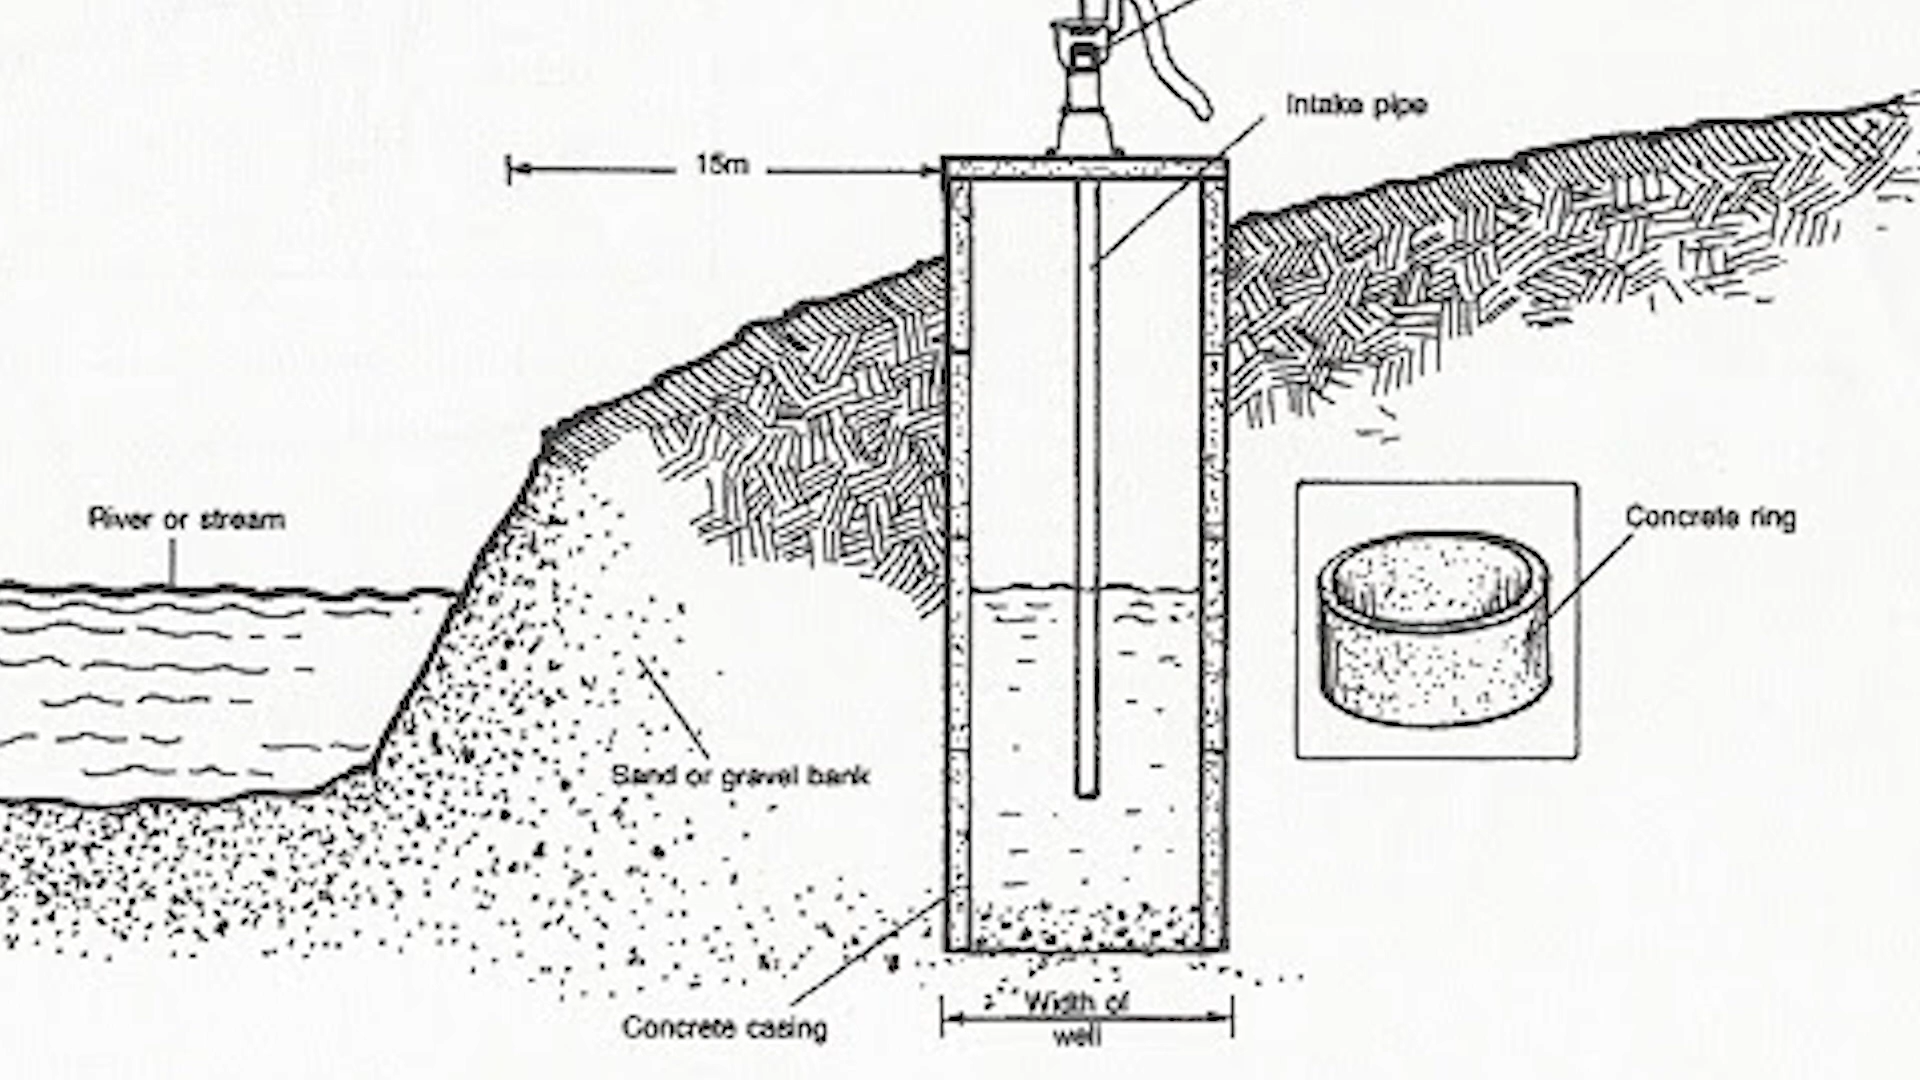 Intake pipe
15m
River or stream
Concrete ring
Sand or gravel bank
Width of
well
Concrete casing